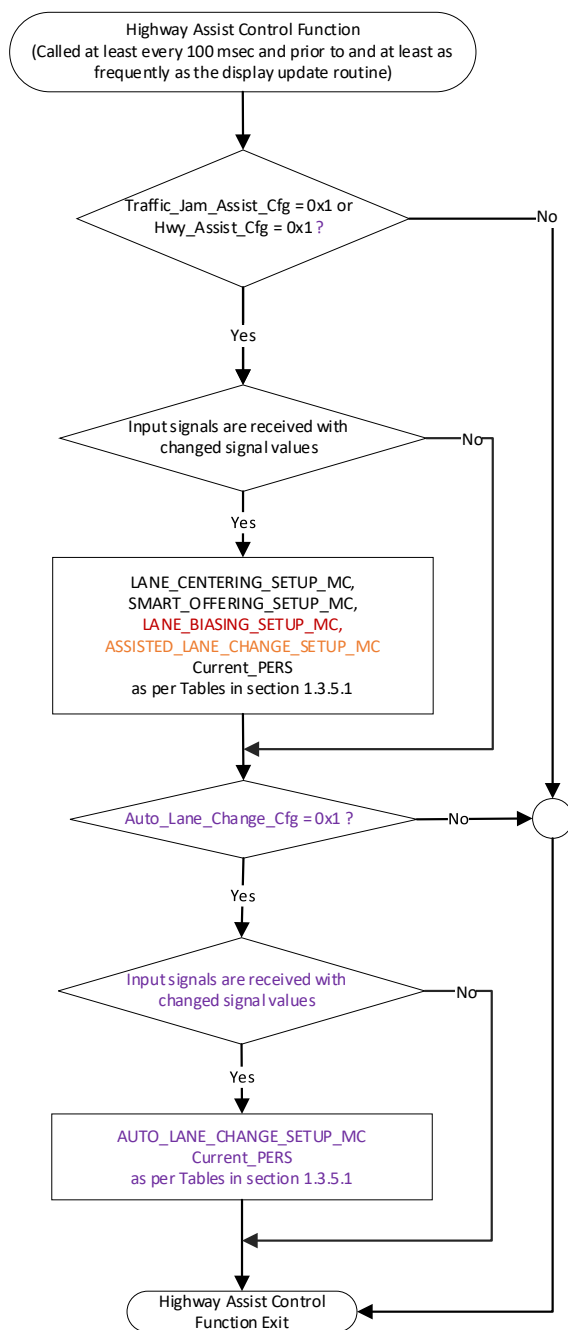 Highway Assist Control Function
(Called at least every 100 msec and prior to and at least as
frequently as the display update routine)
Traffic_Jam_Assist_Cfg = 0x1 or
Hwy_Assist_Cfg = 0x1 ?
No
Yes
Input signals are received with
changed signal values
No
Yes
LANE_CENTERING_SETUP_MC,
SMART_OFFERING_SETUP_MC,
LANE_BIASING_SETUP_MC,
ASSISTED_LANE_CHANGE_SETUP_MC
Current_PERS
as per Tables in section 1.3.5.1
Auto_Lane_Change_Cfg = 0x1 ?
No
Yes
Input signals are received with
changed signal values
No
Yes
AUTO_LANE_CHANGE_SETUP_MC
Current_PERS
as per Tables in section 1.3.5.1
Highway Assist Control
Function Exit